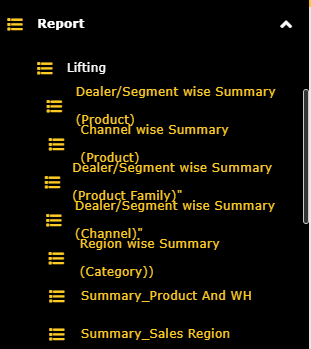 Report
Lifting
Dealer/Segment wise Summary
(Product)
Channel wise Summary
(Product)
Dealer/Segment wise Summary
(Product Family)"
Dealer/Segment wise Summary
(Channel)"
Region wise Summary
(Category))
Summary_Product And WH
Summary_Sales Region